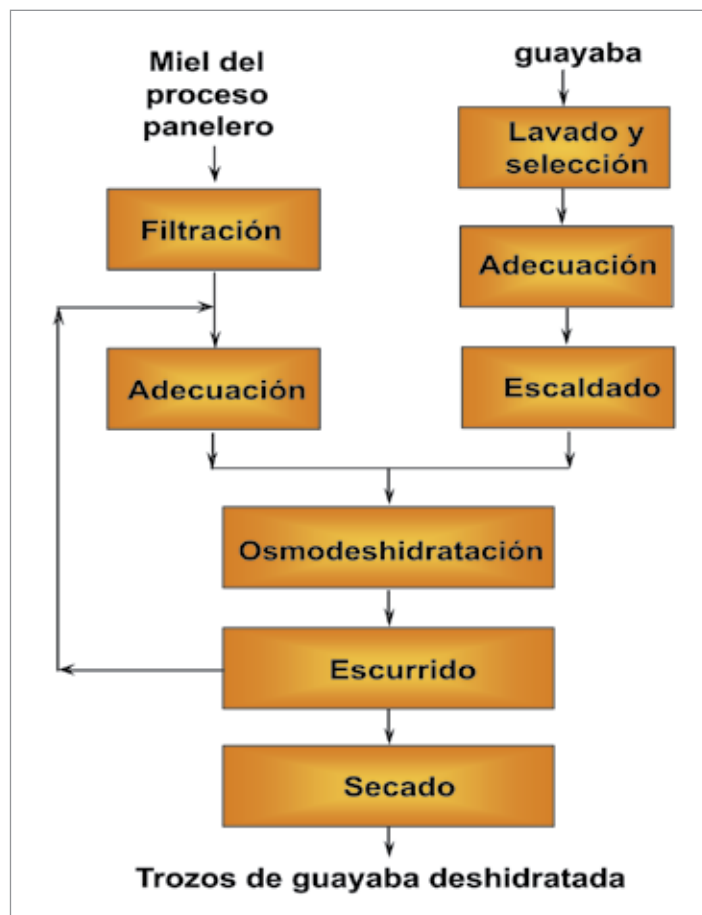 Miel del
proceso
panelero
Filtración
Adecuación
guayaba
Lavado y
selección
Adecuación
Escaldado
Osmodeshidratación
Escurrido
Secado
Trozos de guayaba deshidratada